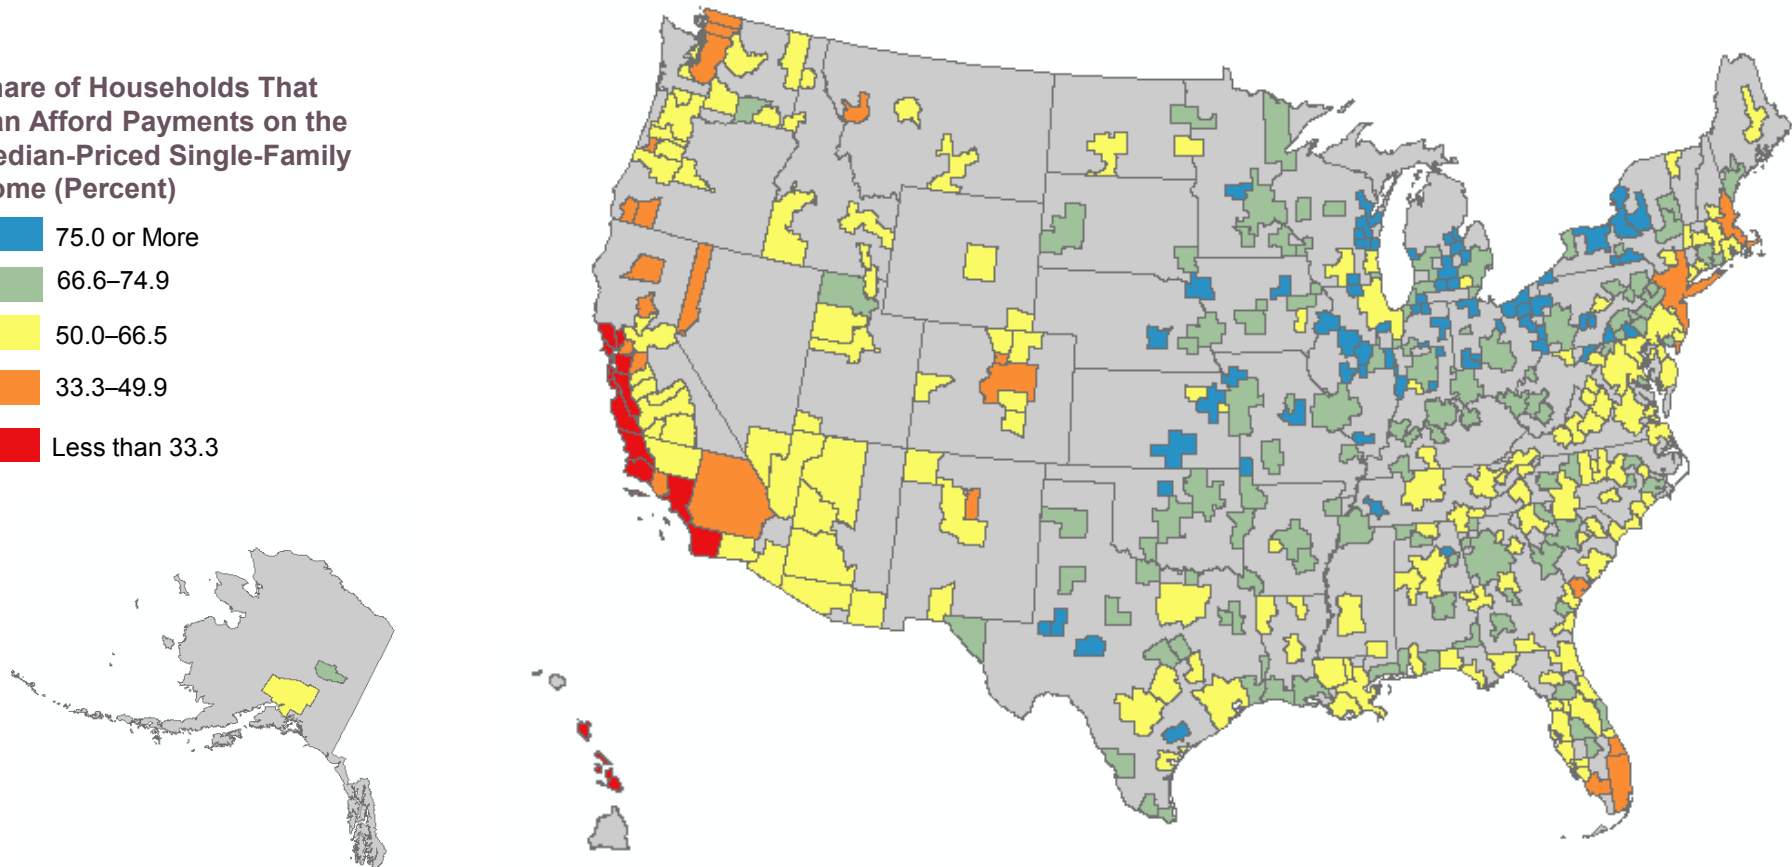 hare of Households That
an Afford Payments on the
edian-Priced Single-Family
ome (Percent)
75.0 or More
66.6–74.9
50.0–66.5
33.3–49.9
Less than 33.3